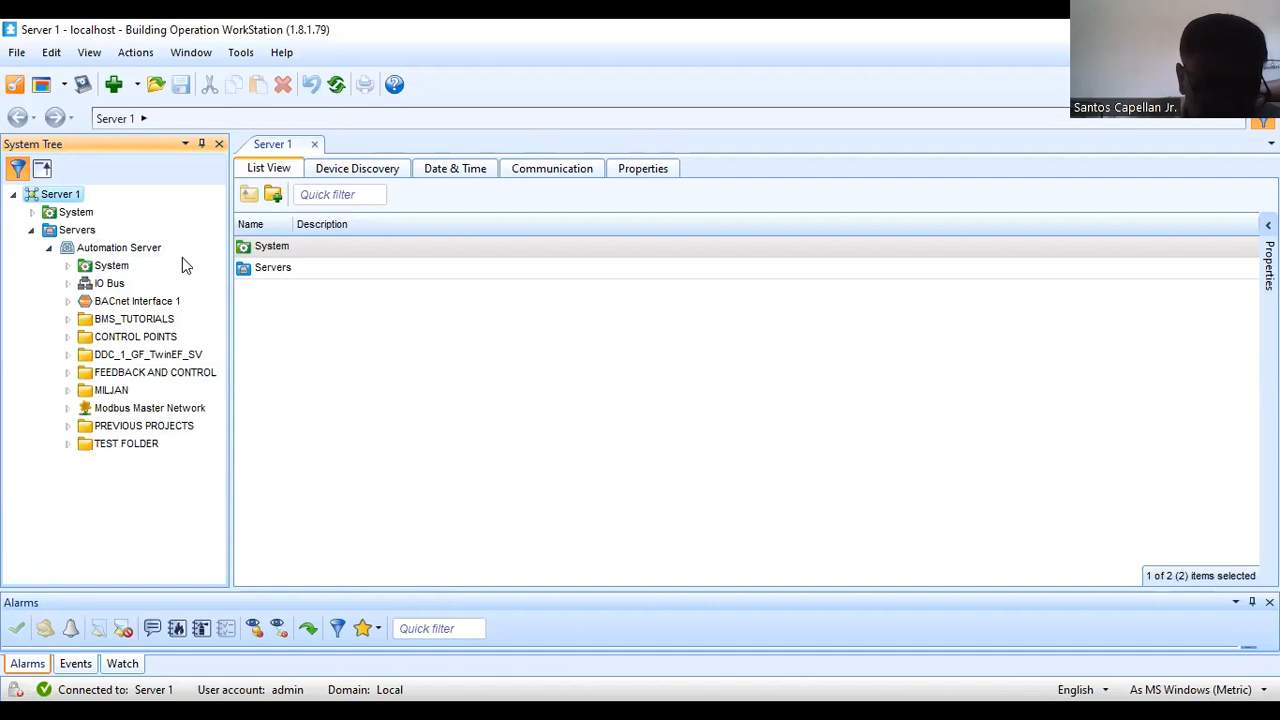 Server 1 - localhost - Building Operation WorkStation (1.8.1.79)
File Edit View Actions Window Tools Help
Santos Capellan Jr.
Server 1
System Tree
Server 1
List View Device Discovery Date & Time Communication Properties
Quick filter
Server 1
System
Servers
Automation Server
System
IO Bus
BACnet Interface 1
BMS_TUTORIALS
CONTROL POINTS
DDC_1_GF_TwinEF_SV
FEEDBACK AND CONTROL
MILJAN
Modbus Master Network
PREVIOUS PROJECTS
TEST FOLDER
Name Description
System
Servers
Properties
1 of 2 (2) items selected
Alarms
Quick filter
Alarms Events Watch
Connected to: Server 1 User account: admin Domain: Local English As MS Windows (Metric)